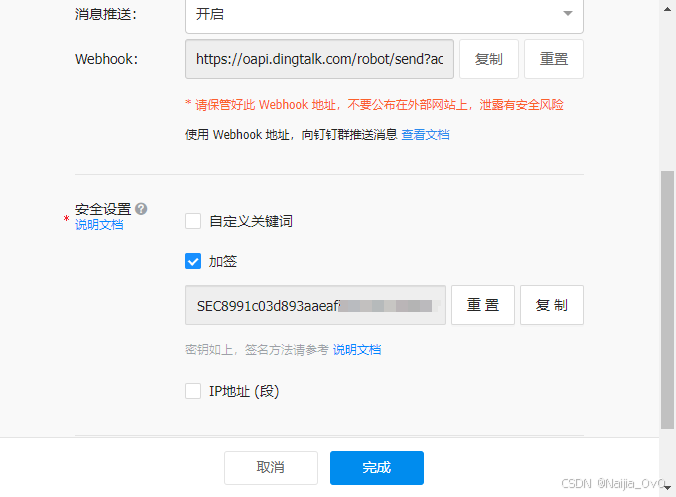 消息推送：
开启
Webhook：
https://oapi.dingtalk.com/robot/send?ac
复制
重置
* 请保管好此 Webhook 地址，不要公布在外部网站上，泄露有安全风险
使用 Webhook 地址，向钉钉群推送消息 查看文档
* 安全设置 ?
说明文档
自定义关键词
加签
SEC8991c03d893aaeaf
重 置
复 制
密钥如上，签名方法请参考 说明文档
IP地址 (段)
取消
完成
CSDN @Naijia_OvO